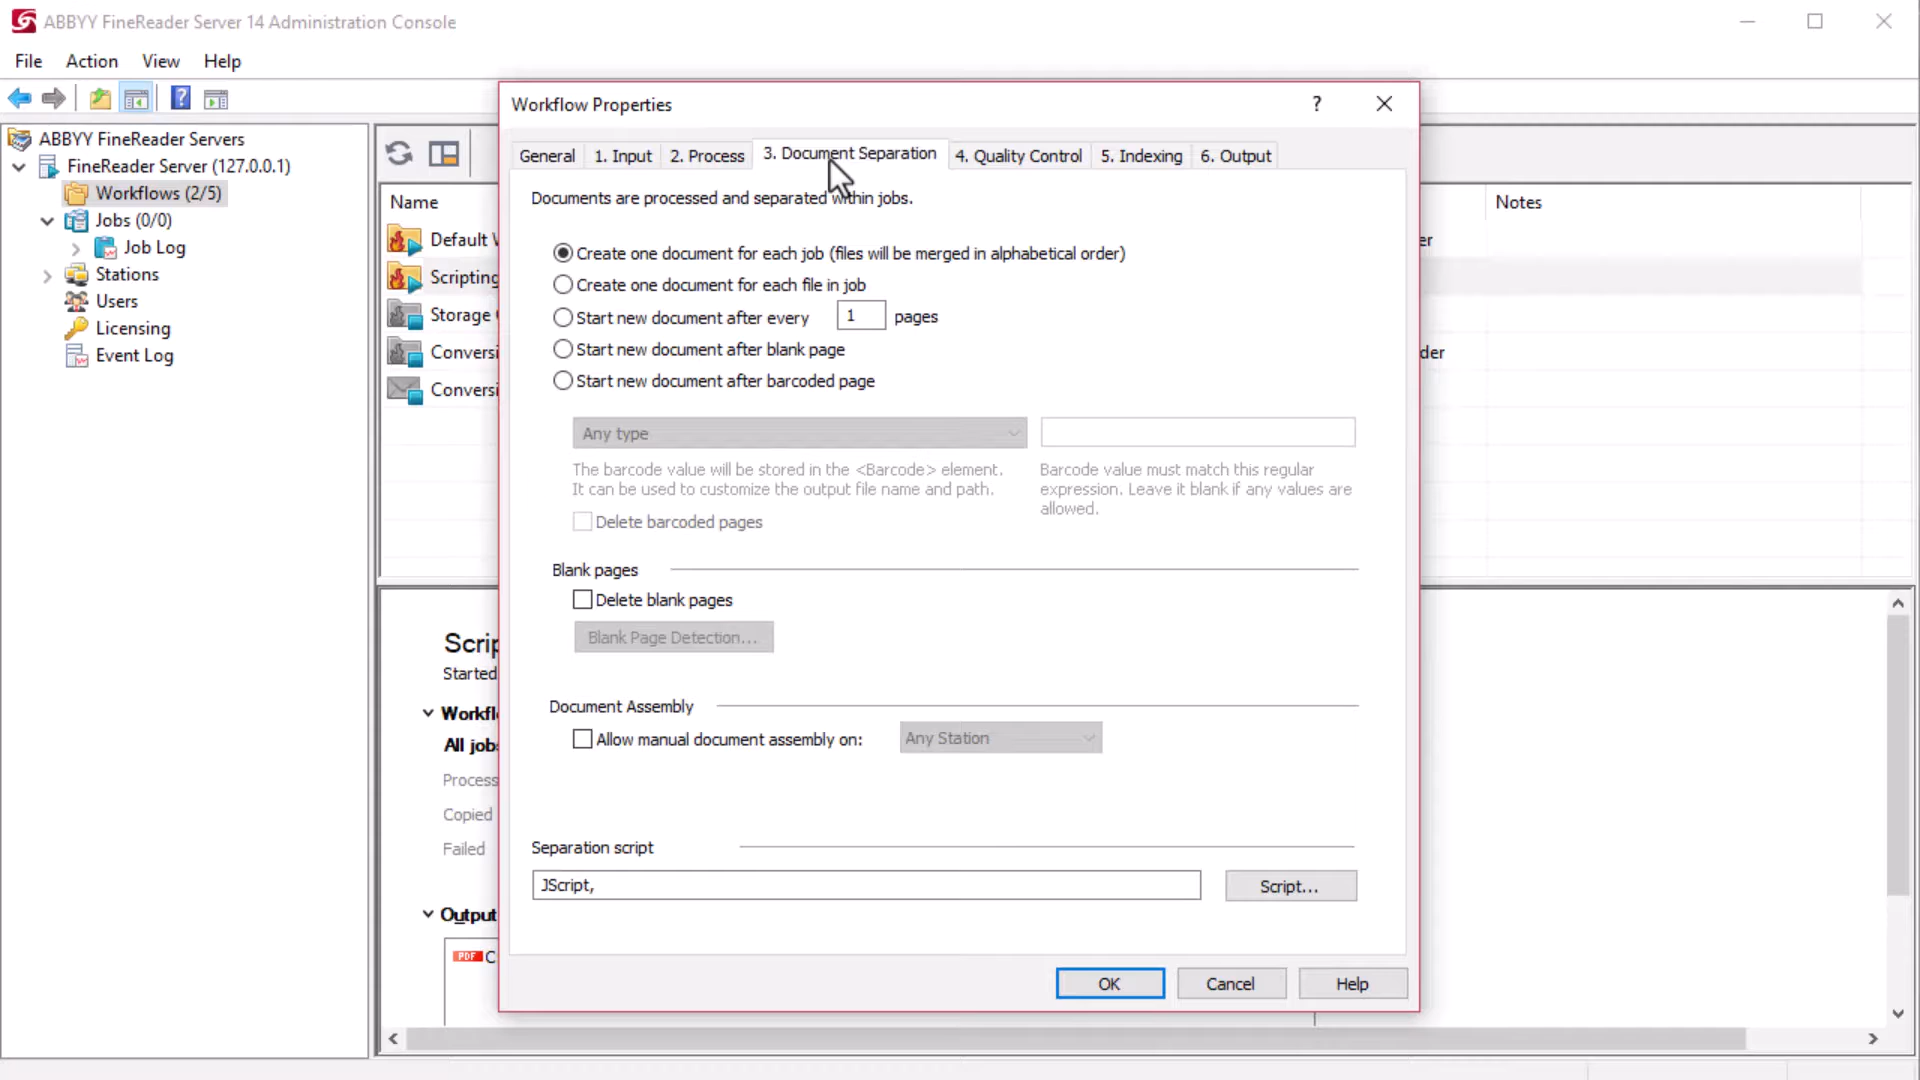 ABBYY FineReader Server 14 Administration Console
File Action View Help
ABBYY FineReader Servers
FineReader Server (127.0.0.1)
Workflows (2/5)
Jobs (0/0)
Job Log
Stations
Users
Licensing
Event Log
Name
Notes
Default W
er
Scripting
Storage
Conversi
der
Conversi
Scrip
Started
Workfl
All jobs
Process
Copied
Failed
Output
PDF C
Workflow Properties ?
General 1. Input 2. Process 3. Document Separation 4. Quality Control 5. Indexing 6. Output
Documents are processed and separated within jobs.
Create one document for each job (files will be merged in alphabetical order)
Create one document for each file in job
Start new document after every 1 pages
Start new document after blank page
Start new document after barcoded page
Any type
The barcode value will be stored in the <Barcode> element.
It can be used to customize the output file name and path.
Barcode value must match this regular
expression. Leave it blank if any values are
allowed.
Delete barcoded pages
Blank pages
Delete blank pages
Blank Page Detection...
Document Assembly
Allow manual document assembly on: Any Station
Separation script
JScript,
Script...
OK Cancel Help